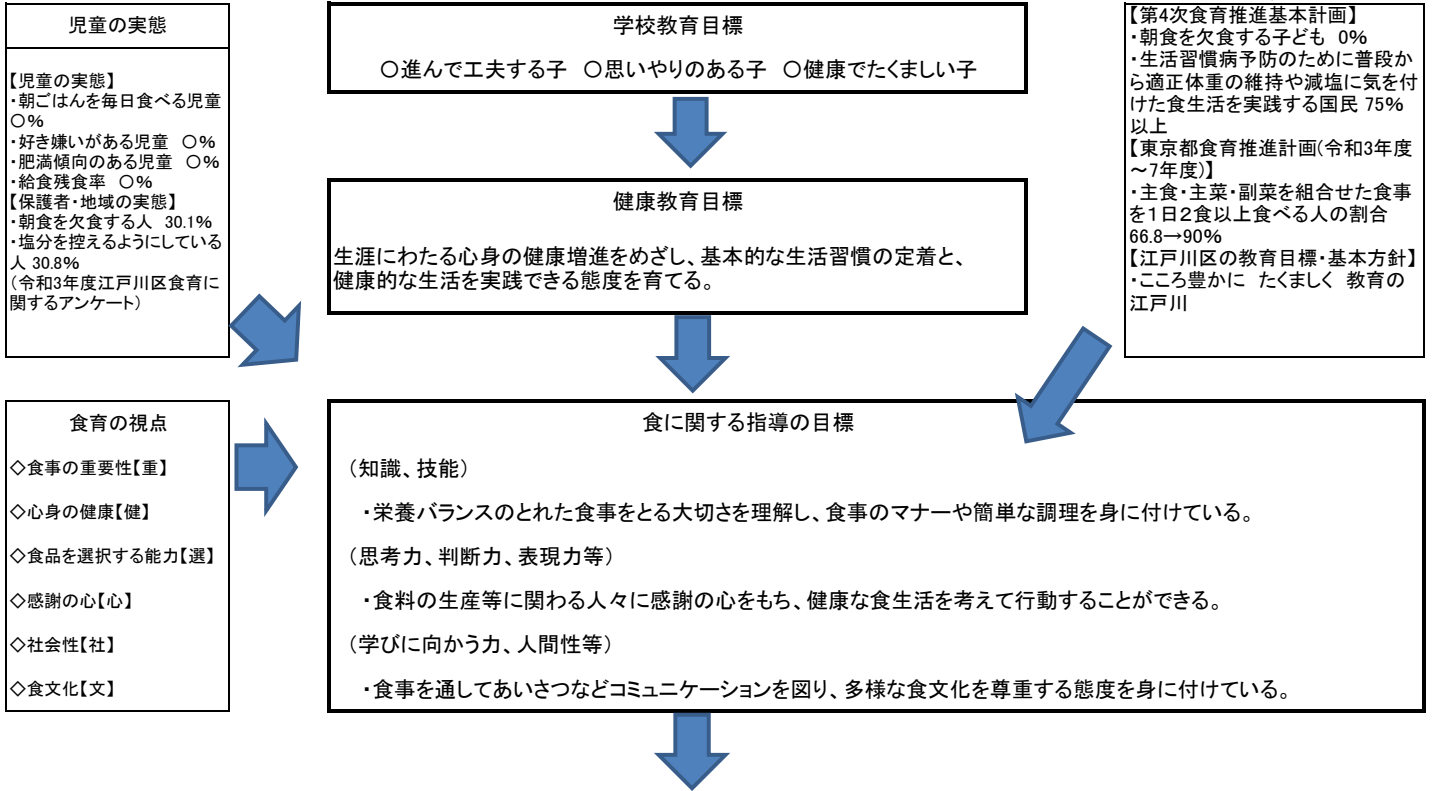 児童の実態
【児童の実態】
・朝ごはんを毎日食べる児童
〇%
・好き嫌いがある児童　〇%
・肥満傾向のある児童　〇%
・給食残食率　〇%
【保護者・地域の実態】
・朝食を欠食する人　30.1%
・塩分を控えるようにしている
人 30.8%
(令和3年度江戸川区食育に
関するアンケート)
学校教育目標
〇進んで工夫する子　〇思いやりのある子　〇健康でたくましい子
健康教育目標
生涯にわたる心身の健康増進をめざし、基本的な生活習慣の定着と、
健康的な生活を実践できる態度を育てる。
【第4次食育推進基本計画】
・朝食を欠食する子ども　0%
・生活習慣病予防のために普段か
ら適正体重の維持や減塩に気を付
けた食生活を実践する国民 75%
以上
【東京都食育推進計画(令和3年度
～7年度)】
・主食・主菜・副菜を組合せた食事
を1日2食以上食べる人の割合
66.8→90%
【江戸川区の教育目標・基本方針】
・こころ豊かに　たくましく　教育の
江戸川
食育の視点
◇食事の重要性【重】
◇心身の健康【健】
◇食品を選択する能力【選】
◇感謝の心【心】
◇社会性【社】
◇食文化【文】
食に関する指導の目標
(知識、技能)
・栄養バランスのとれた食事をとる大切さを理解し、食事のマナーや簡単な調理を身に付けている。
(思考力、判断力、表現力等)
・食料の生産等に関わる人々に感謝の心をもち、健康な食生活を考えて行動することができる。
(学びに向かう力、人間性等)
・食事を通してあいさつなどコミュニケーションを図り、多様な食文化を尊重する態度を身に付けている。